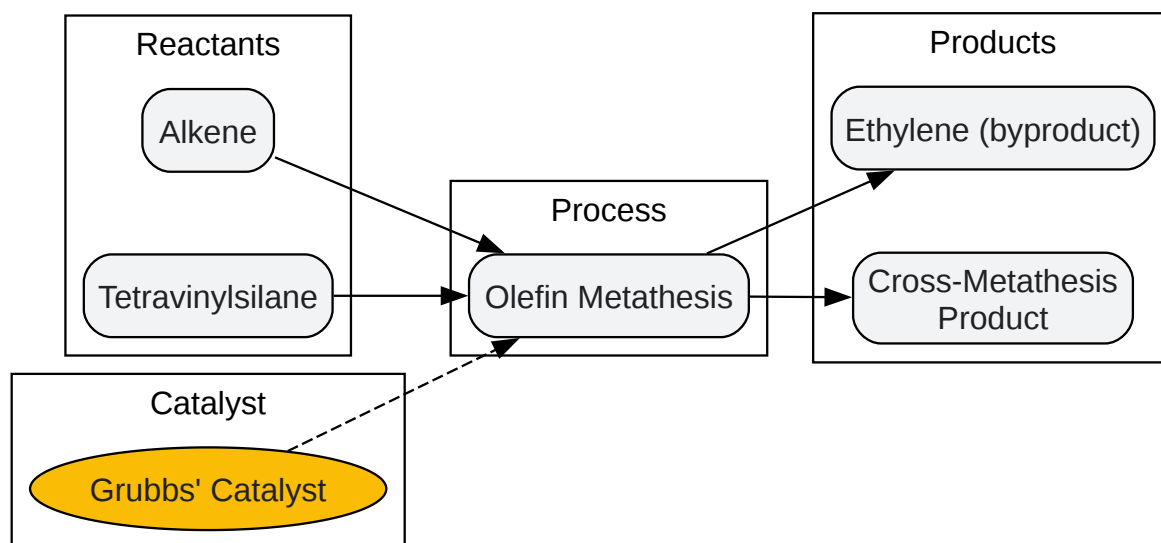 Reactants
Alkene
Tetravinylsilane
Catalyst
Grubbs' Catalyst
Process
Olefin Metathesis
Products
Ethylene (byproduct)
Cross-Metathesis
Product